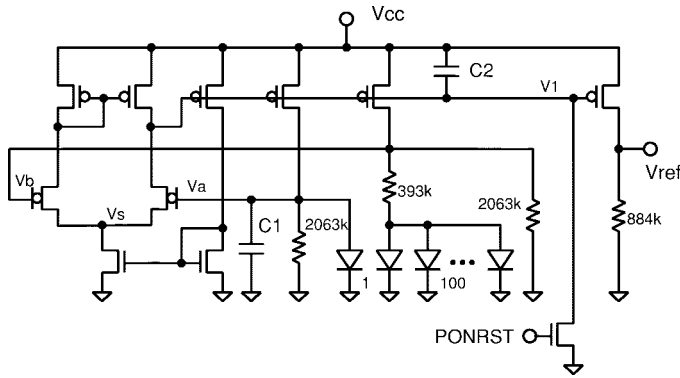 Vcc
C2
V1
Vref
Vb
Va
Vs
C1
2063k
393k
2063k
884k
1
100
PONRST